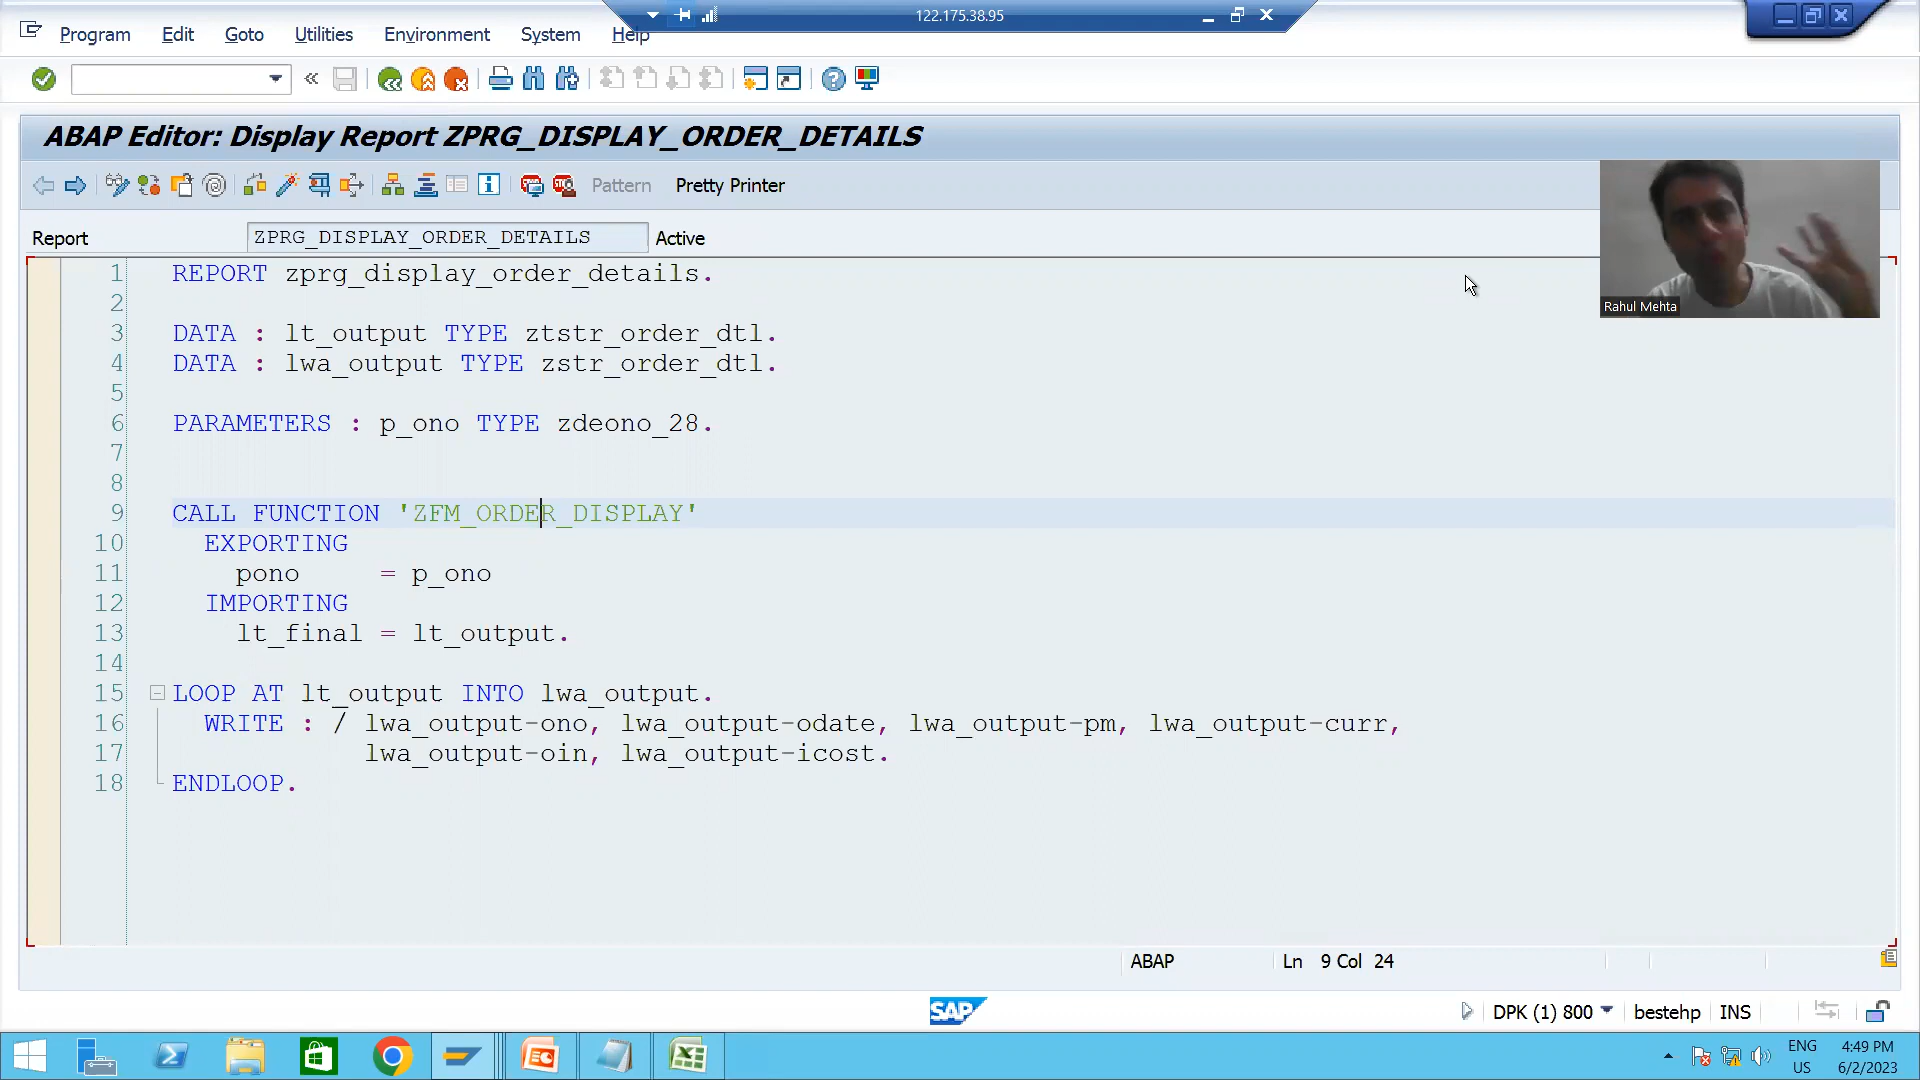 122.175.38.95
Program Edit Goto Utilities Environment System Help
ABAP Editor: Display Report ZPRG_DISPLAY_ORDER_DETAILS
Pattern Pretty Printer
Report ZPRG_DISPLAY_ORDER_DETAILS Active
Rahul Mehta
1 REPORT zprg_display_order_details.
2
3 DATA : lt_output TYPE ztstr_order_dtl.
4 DATA : lwa_output TYPE zstr_order_dtl.
5
6 PARAMETERS : p_ono TYPE zdeono_28.
7
8
9 CALL FUNCTION 'ZFM_ORDER_DISPLAY'
10 EXPORTING
11 pono = p_ono
12 IMPORTING
13 lt_final = lt_output.
14
15 LOOP AT lt_output INTO lwa_output.
16 WRITE : / lwa_output-ono, lwa_output-odate, lwa_output-pm, lwa_output-curr,
17 lwa_output-oin, lwa_output-icost.
18 ENDLOOP.
ABAP Ln 9 Col 24
SAP DPK (1) 800 bestehp INS
ENG 4:49 PM
US 6/2/2023